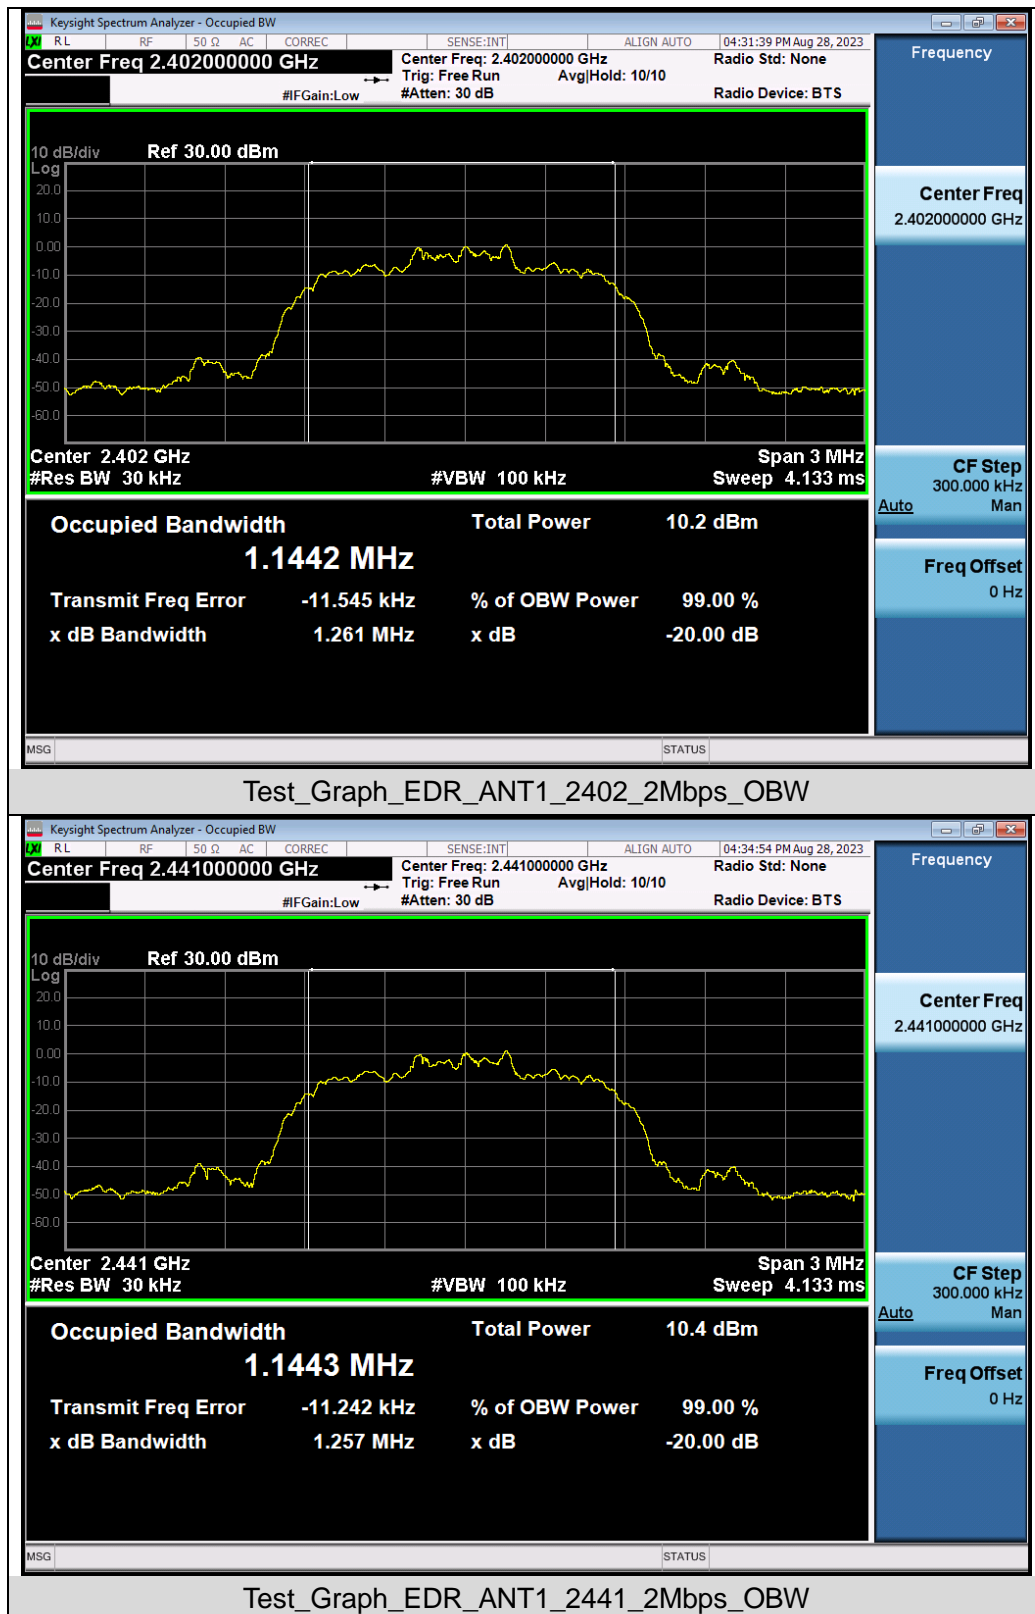 Keysight Spectrum Analyzer - Occupied BW
LXI RL RF 50 Ω AC CORREC SENSE:INT ALIGN AUTO 04:31:39 PM Aug 28, 2023
Center Freq 2.402000000 GHz
Center Freq: 2.402000000 GHz Radio Std: None
Trig: Free Run Avg|Hold: 10/10
#IFGain:Low #Atten: 30 dB Radio Device: BTS
Frequency
10 dB/div Ref 30.00 dBm
Log
20.0
10.0
0.00
-10.0
-20.0
-30.0
-40.0
-50.0
-60.0
Center 2.402 GHz Span 3 MHz
#Res BW 30 kHz #VBW 100 kHz Sweep 4.133 ms
Center Freq
2.402000000 GHz
CF Step
300.000 kHz
Auto Man
Freq Offset
0 Hz
Occupied Bandwidth Total Power 10.2 dBm
1.1442 MHz
Transmit Freq Error -11.545 kHz % of OBW Power 99.00 %
x dB Bandwidth 1.261 MHz x dB -20.00 dB
MSG STATUS
Test_Graph_EDR_ANT1_2402_2Mbps_OBW
Keysight Spectrum Analyzer - Occupied BW
LXI RL RF 50 Ω AC CORREC SENSE:INT ALIGN AUTO 04:34:54 PM Aug 28, 2023
Center Freq 2.441000000 GHz
Center Freq: 2.441000000 GHz Radio Std: None
Trig: Free Run Avg|Hold: 10/10
#IFGain:Low #Atten: 30 dB Radio Device: BTS
Frequency
10 dB/div Ref 30.00 dBm
Log
20.0
10.0
0.00
-10.0
-20.0
-30.0
-40.0
-50.0
-60.0
Center 2.441 GHz Span 3 MHz
#Res BW 30 kHz #VBW 100 kHz Sweep 4.133 ms
Center Freq
2.441000000 GHz
CF Step
300.000 kHz
Auto Man
Freq Offset
0 Hz
Occupied Bandwidth Total Power 10.4 dBm
1.1443 MHz
Transmit Freq Error -11.242 kHz % of OBW Power 99.00 %
x dB Bandwidth 1.257 MHz x dB -20.00 dB
MSG STATUS
Test_Graph_EDR_ANT1_2441_2Mbps_OBW